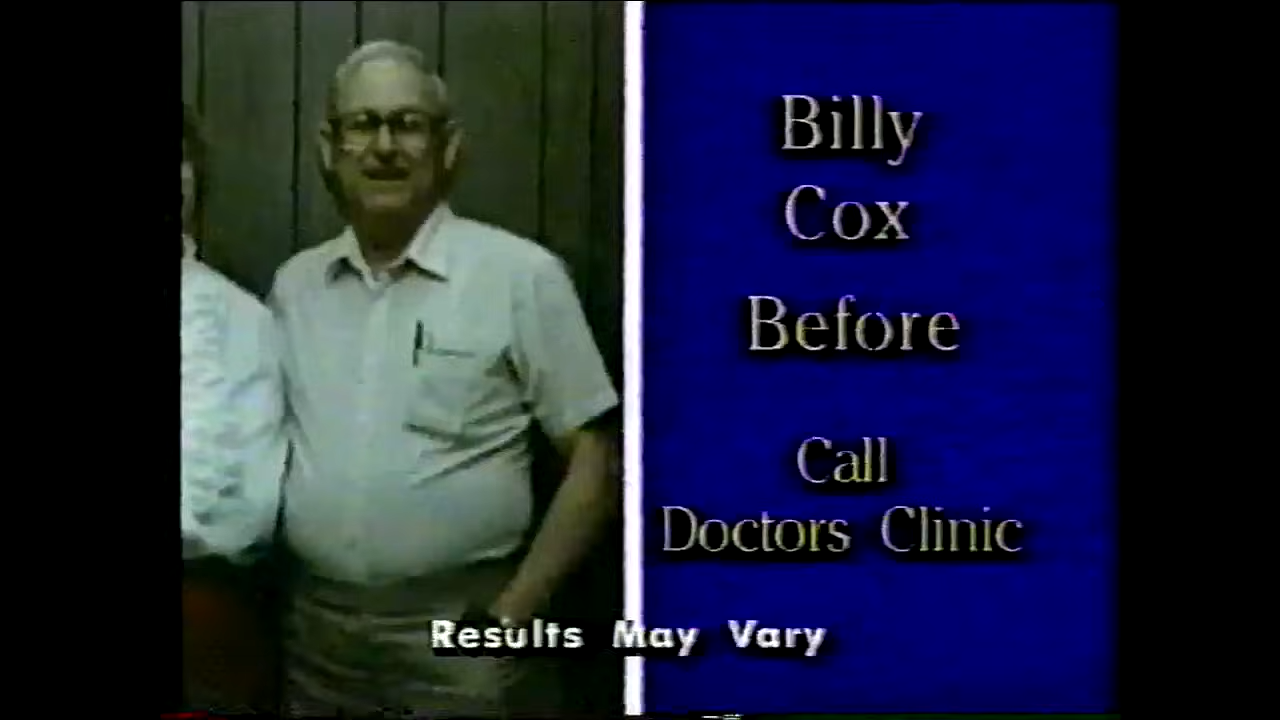 Billy
Cox
Before
Call
Doctors Clinic
Results May Vary